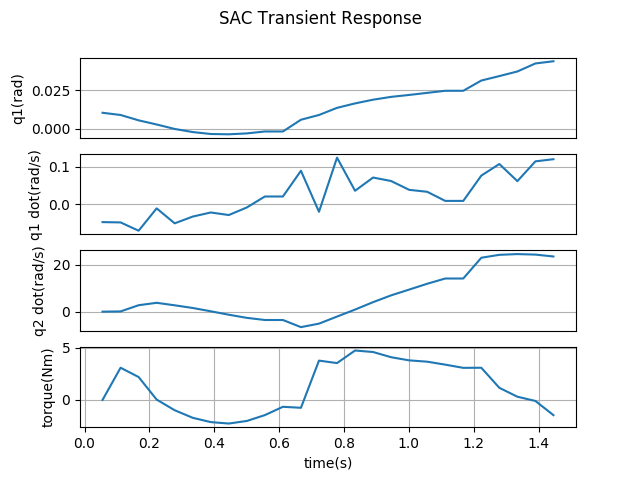 SAC Transient Response
q1(rad)
0.025
0.000
q1 dot(rad/s)
0.1
0.0
q2 dot(rad/s)
20
0
torque(Nm)
5
0
0.0 0.2 0.4 0.6 0.8 1.0 1.2 1.4
time(s)